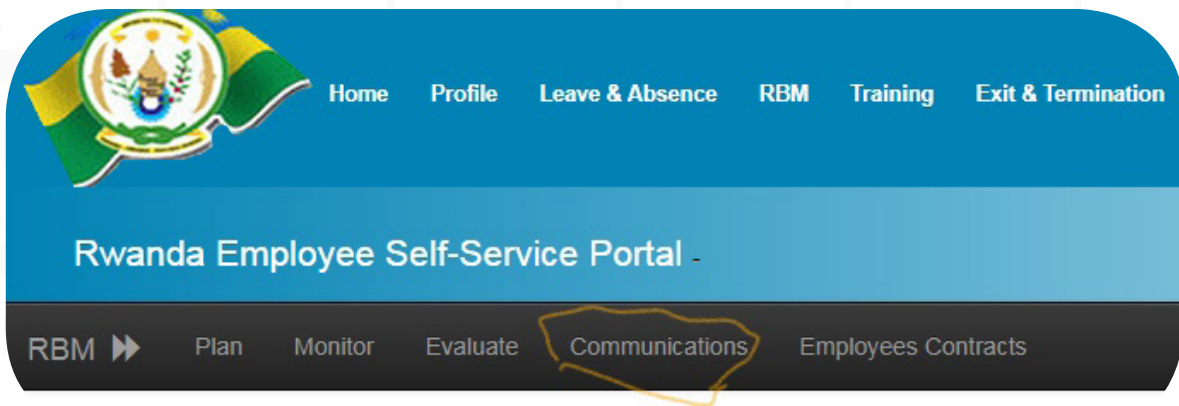 Home Profile Leave & Absence RBM Training Exit & Termination
Rwanda Employee Self-Service Portal -
RBM Plan Monitor Evaluate Communications Employees Contracts